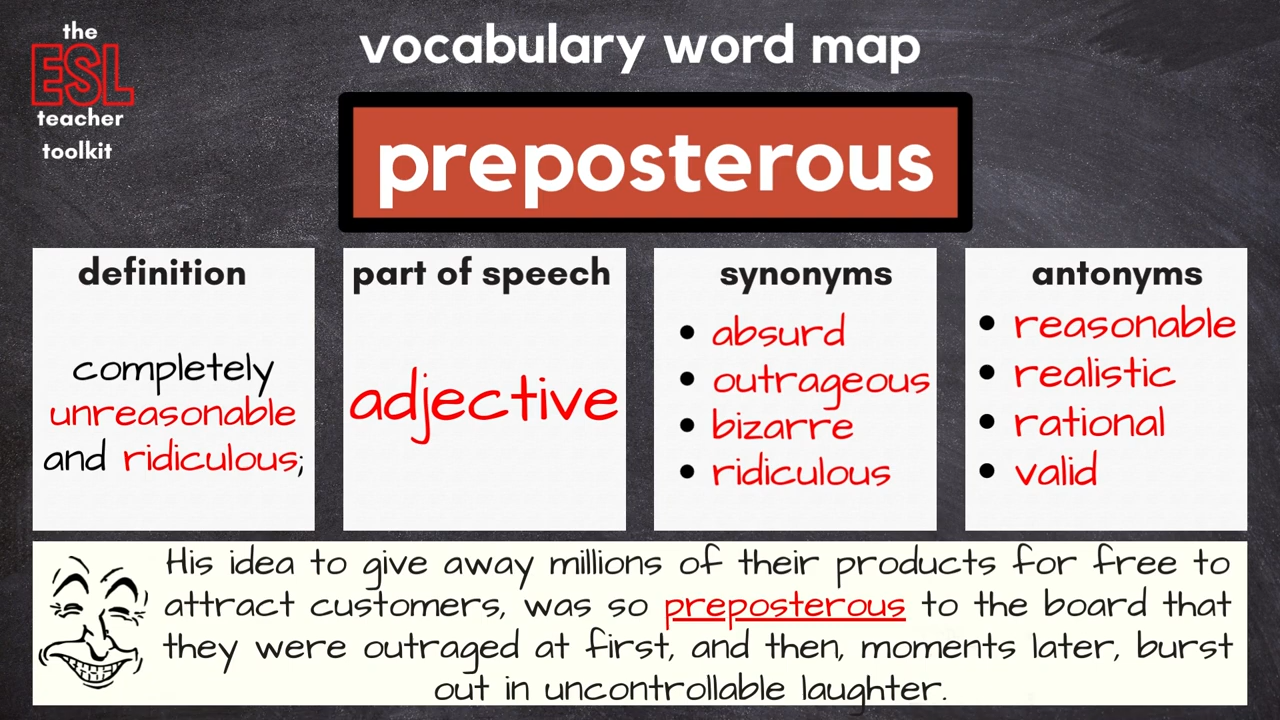 the
ESL
teacher
toolkit
vocabulary word map
preposterous
definition
completely
unreasonable
and ridiculous;
part of speech
adjective
synonyms
• absurd
• outrageous
• bizarre
• ridiculous
antonyms
• reasonable
• realistic
• rational
• valid
His idea to give away millions of their products for free to
attract customers, was so preposterous to the board that
they were outraged at first, and then, moments later, burst
out in uncontrollable laughter.